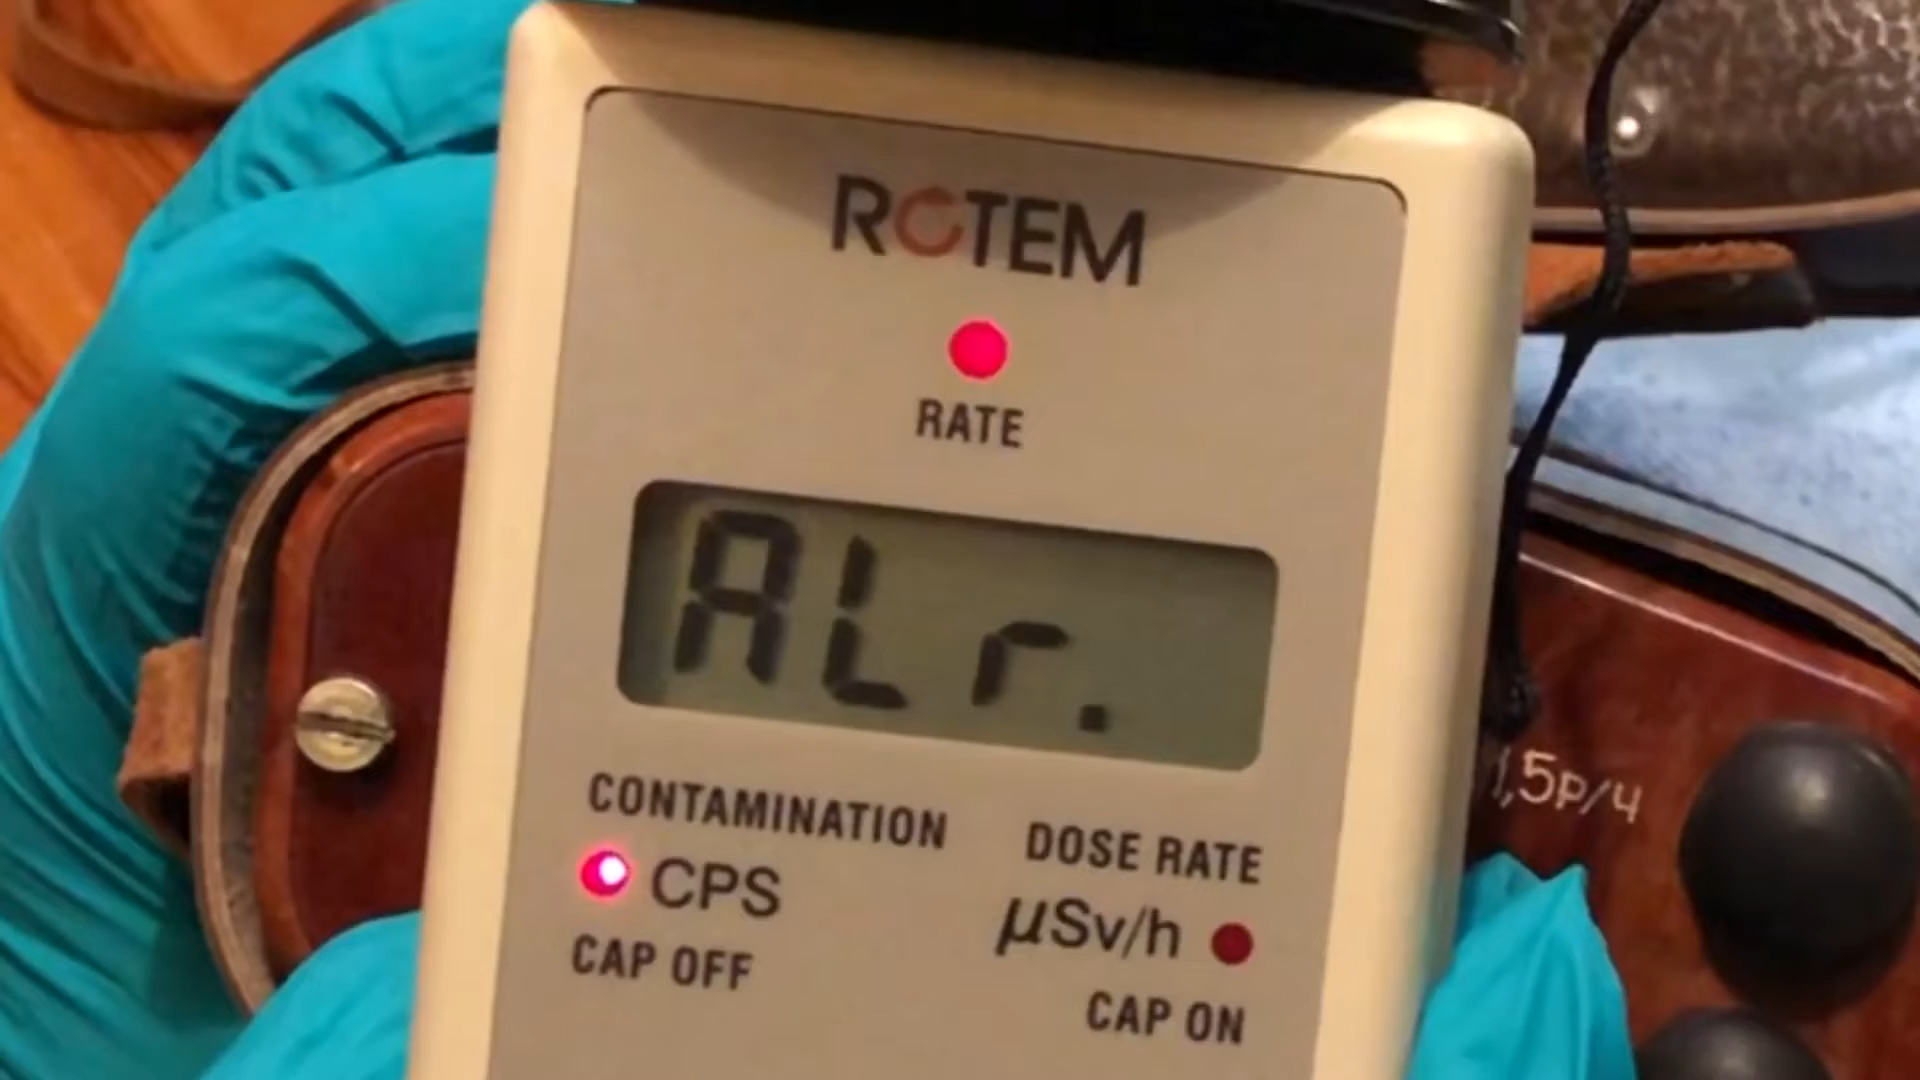 ROTEM
RATE
ALr.
CONTAMINATION
DOSE RATE
CPS
µSv/h
CAP OFF
CAP ON
1,5р/ч